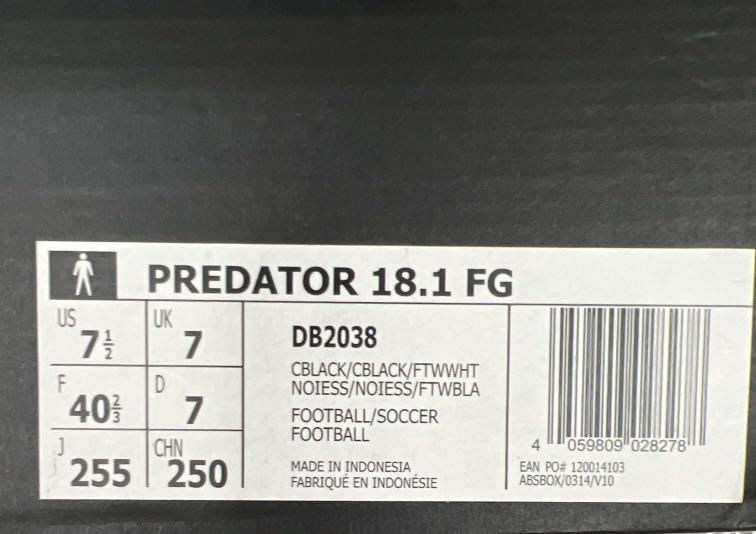 PREDATOR 18.1 FG
US 7½ UK 7
F 40⅔ D 7
J 255 CHN 250
DB2038
CBLACK/CBLACK/FTWWHT
NOIESS/NOIESS/FTWBLA
FOOTBALL/SOCCER
FOOTBALL
MADE IN INDONESIA
FABRIQUÉ EN INDONÉSIE
4 059809 028278
EAN PO# 120014103
ABSBOX/0314/V10